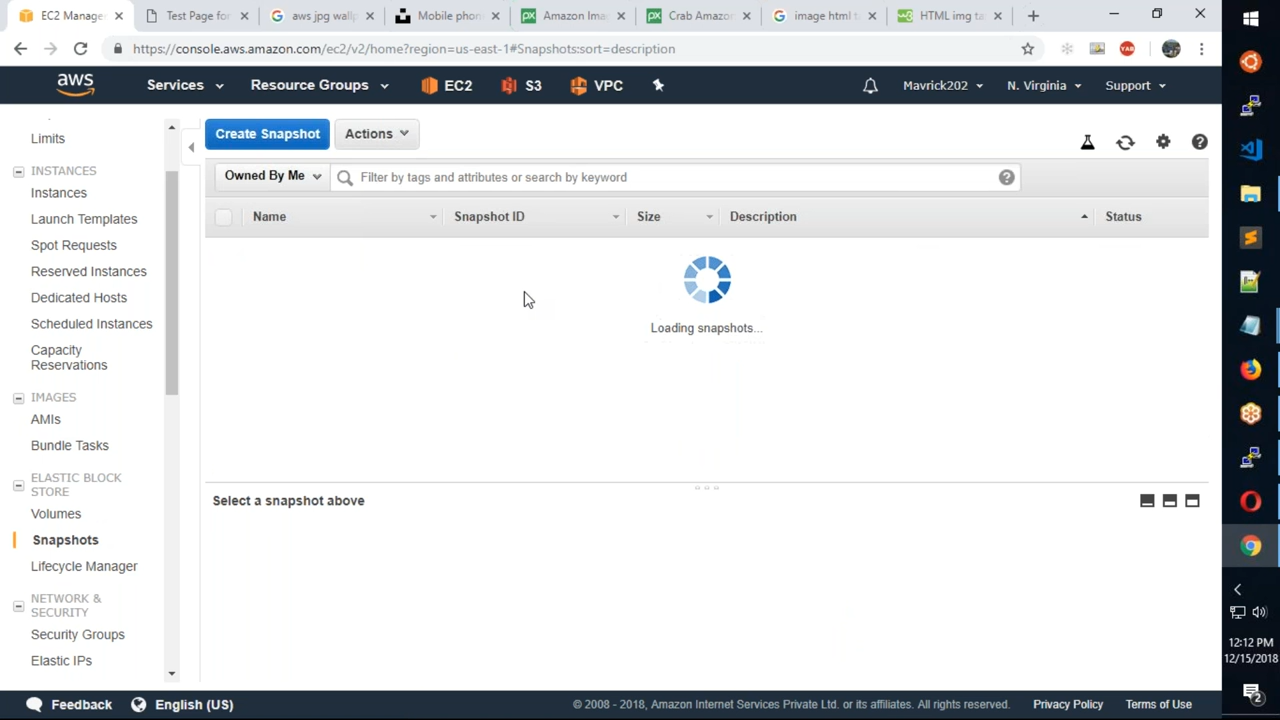 EC2 Manage
Test Page for
aws jpg wallp
Mobile phon
Amazon Ima
Crab Amazo
image html t
HTML img ta
https://console.aws.amazon.com/ec2/v2/home?region=us-east-1#Snapshots:sort=description
aws
Services
Resource Groups
EC2
S3
VPC
Mavrick202
N. Virginia
Support
Limits
INSTANCES
Instances
Launch Templates
Spot Requests
Reserved Instances
Dedicated Hosts
Scheduled Instances
Capacity
Reservations
IMAGES
AMIs
Bundle Tasks
ELASTIC BLOCK
STORE
Volumes
Snapshots
Lifecycle Manager
NETWORK &
SECURITY
Security Groups
Elastic IPs
Create Snapshot
Actions
Owned By Me
Filter by tags and attributes or search by keyword
Name
Snapshot ID
Size
Description
Status
Loading snapshots...
Select a snapshot above
12:12 PM
12/15/2018
2
Feedback
English (US)
© 2008 - 2018, Amazon Internet Services Private Ltd. or its affiliates. All rights reserved.
Privacy Policy
Terms of Use